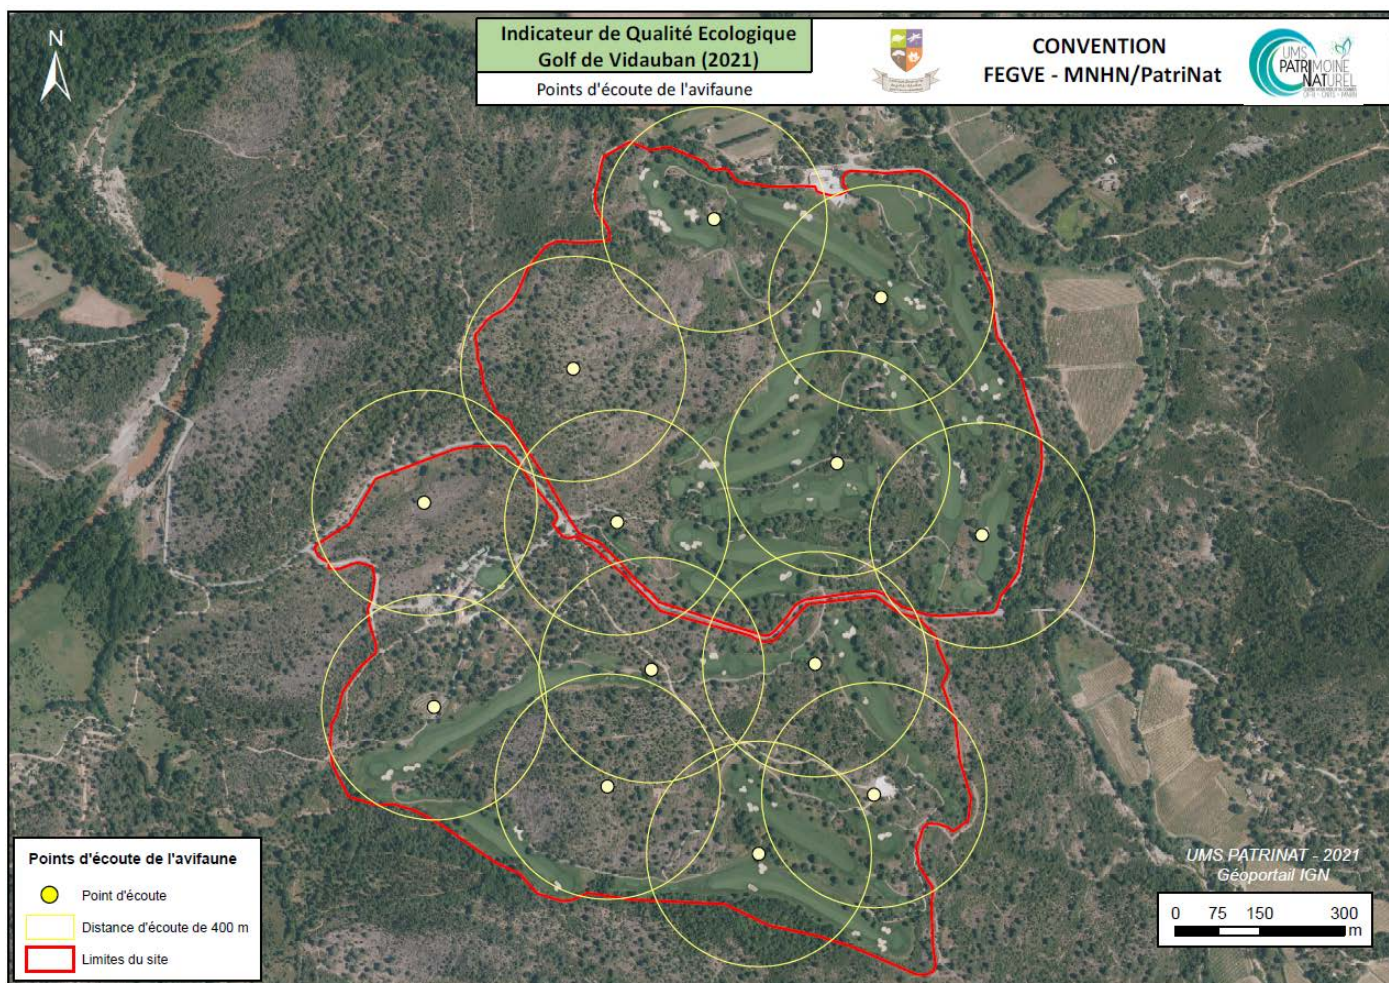 N
Indicateur de Qualité Ecologique
Golf de Vidauban (2021)
Points d'écoute de l'avifaune
CONVENTION
FEGVE - MNHN/PatriNat
UMS
PATRIMOINE
NATUREL
Points d'écoute de l'avifaune
Point d'écoute
Distance d'écoute de 400 m
Limites du site
UMS PATRINAT - 2021
Géoportail IGN
0 75 150 300
m